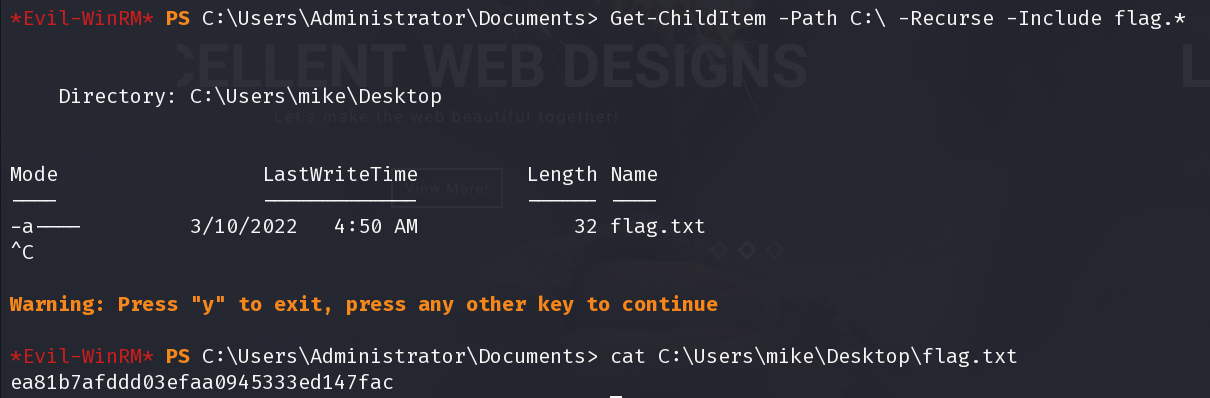 *Evil-WinRM* PS C:\Users\Administrator\Documents> Get-ChildItem -Path C:\ -Recurse -Include flag.*
CELLENT WEB DESIGNS
L
Directory: C:\Users\mike\Desktop
Let's make the web beautiful together!
Mode LastWriteTime Length Name
---- ------------- ------ ----
View More!
-a---- 3/10/2022 4:50 AM 32 flag.txt
^C
Warning: Press "y" to exit, press any other key to continue
*Evil-WinRM* PS C:\Users\Administrator\Documents> cat C:\Users\mike\Desktop\flag.txt
ea81b7afddd03efaa0945333ed147fac